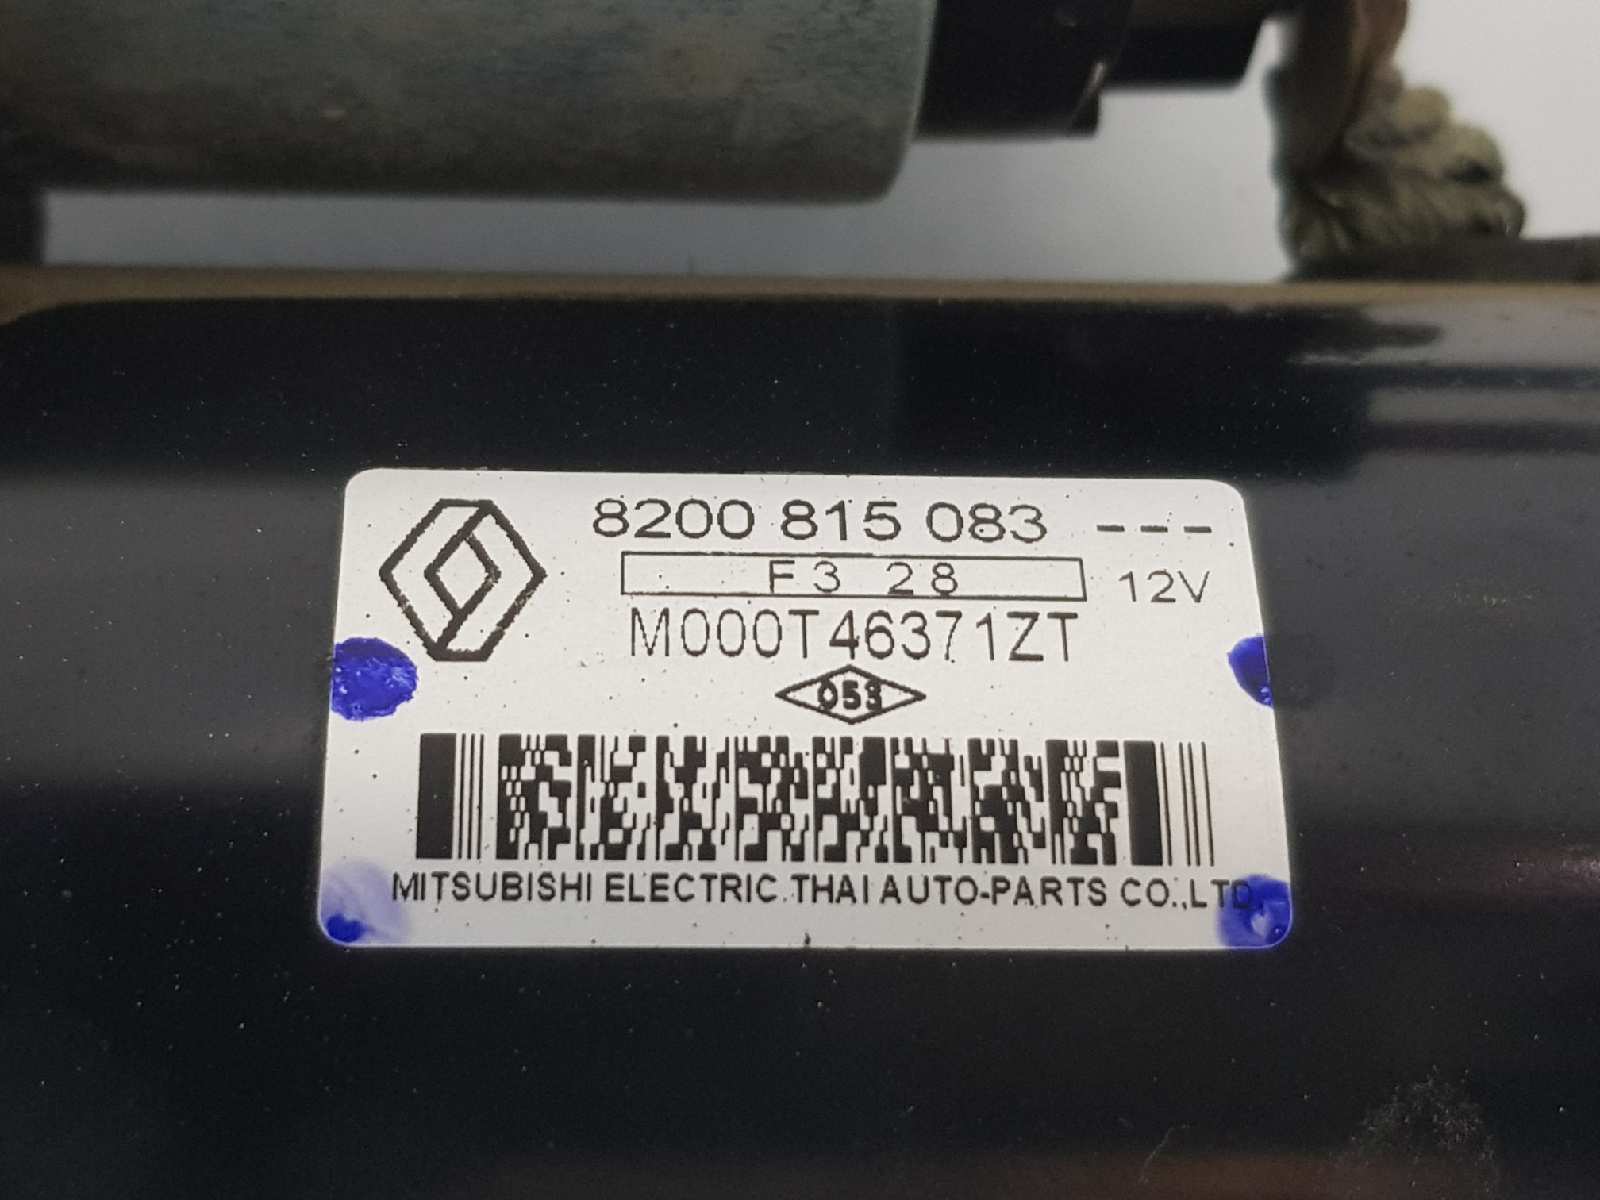 8200 815 083 ---
F3 28 12V
M000T46371ZT
053
MITSUBISHI ELECTRIC THAI AUTO-PARTS CO.,LTD.